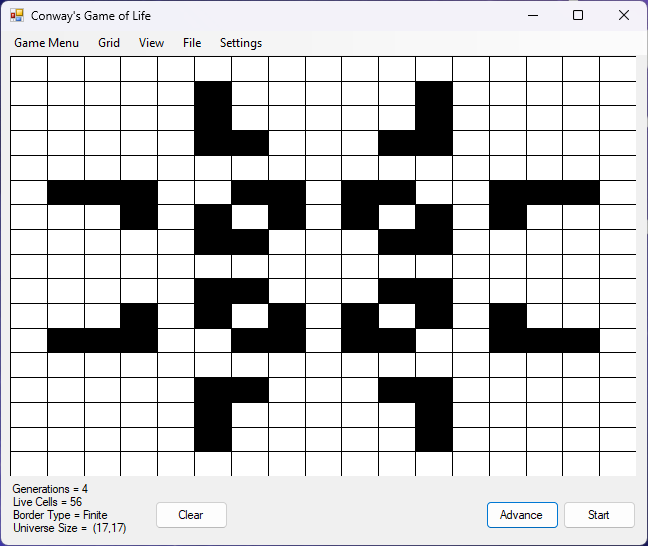 Conway's Game of Life
Game Menu Grid View File Settings
Generations = 4
Live Cells = 56
Border Type = Finite
Universe Size = (17,17)
Clear
Advance
Start